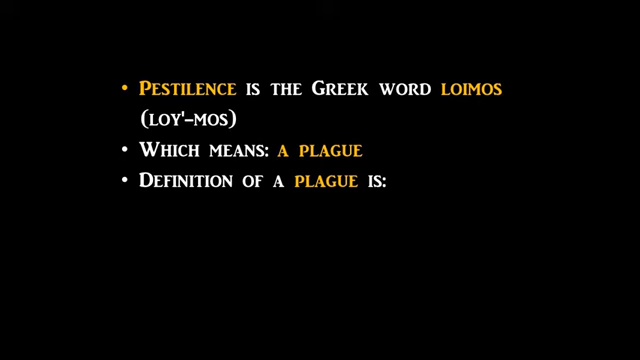 • Pestilence is the Greek word loimos
(loy'-mos)
• Which means: a plague
• Definition of a plague is: